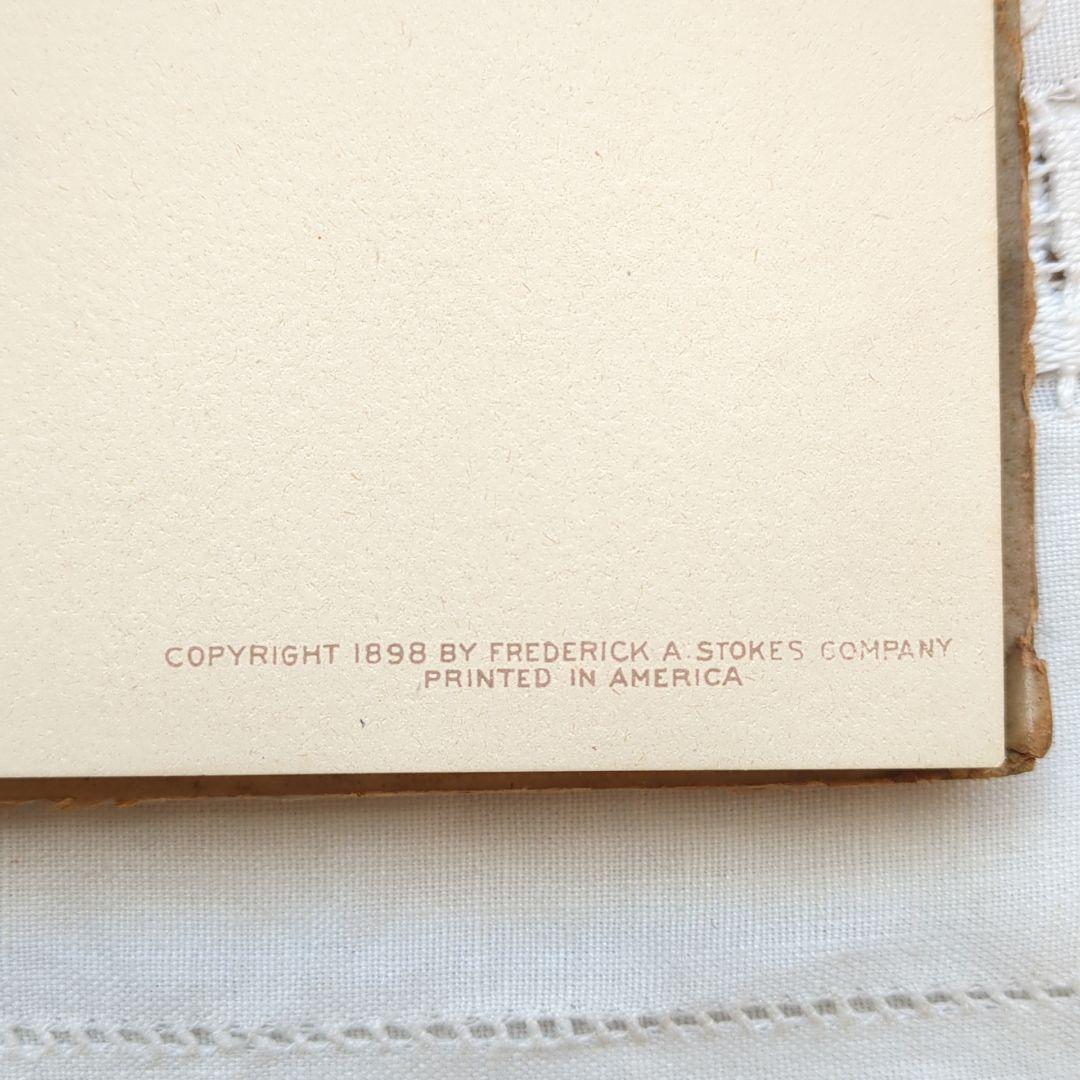 COPYRIGHT 1898 BY FREDERICK A. STOKES COMPANY
PRINTED IN AMERICA